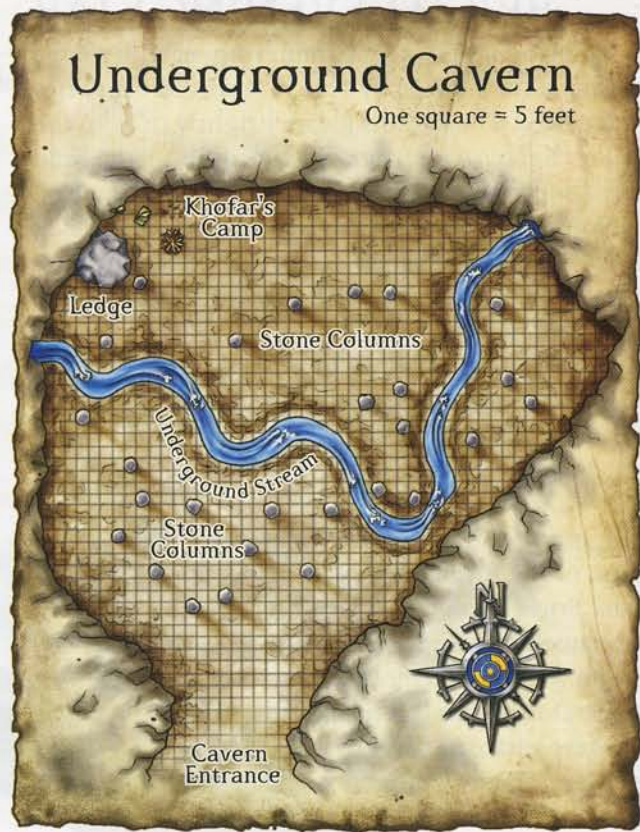 Underground Cavern
One square = 5 feet
Khofar's
Camp
Ledge
Stone Columns
Underground Stream
Stone
Columns
N
Cavern
Entrance